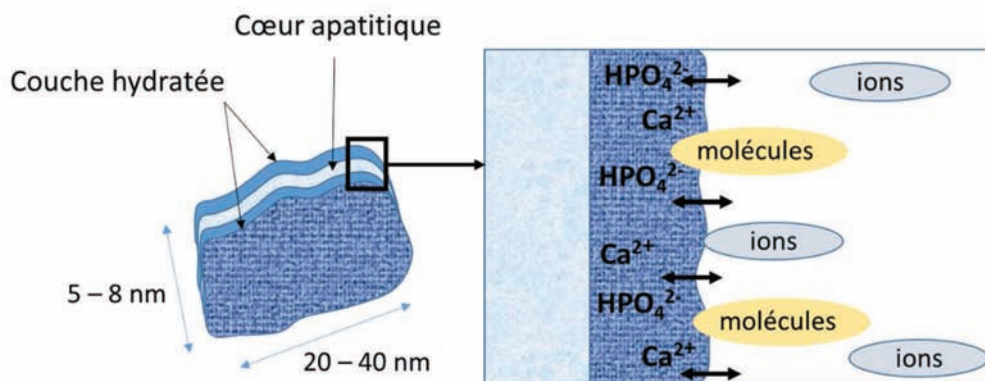 Cœur apatitique
Couche hydratée
5 – 8 nm
20 – 40 nm
HPO₄²⁻
ions
Ca²⁺
molécules
HPO₄²⁻
ions
Ca²⁺
HPO₄²⁻
molécules
Ca²⁺
ions